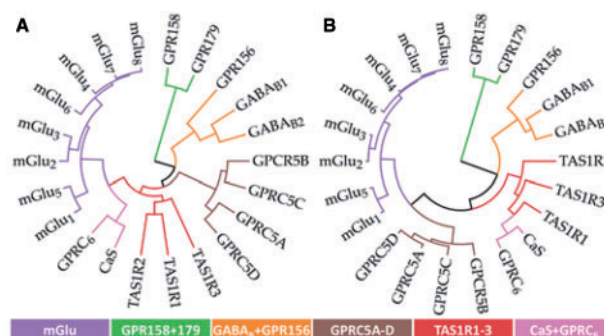 A
mGlu8
mGlu7
mGlu4
mGlu6
mGlu3
mGlu2
mGlu5
mGlu1
GPRC6
CaS
TAS1R2
TAS1R1
TAS1R3
GPRC5D
GPRC5A
GPRC5C
GPCR5B
GABAB2
GABAB1
GPR156
GPR179
GPR158
B
mGlu8
mGlu7
mGlu4
mGlu6
mGlu3
mGlu2
mGlu5
mGlu1
GPRC5D
GPRC5A
GPRC5C
GPCR5B
GPRC6
CaS
TAS1R1
TAS1R3
TAS1R
GABAB
GABAB1
GPR156
GPR179
GPR158
mGlu
GPR158+179
GABAB+GPR156
GPRC5A-D
TAS1R1-3
CaS+GPRC6